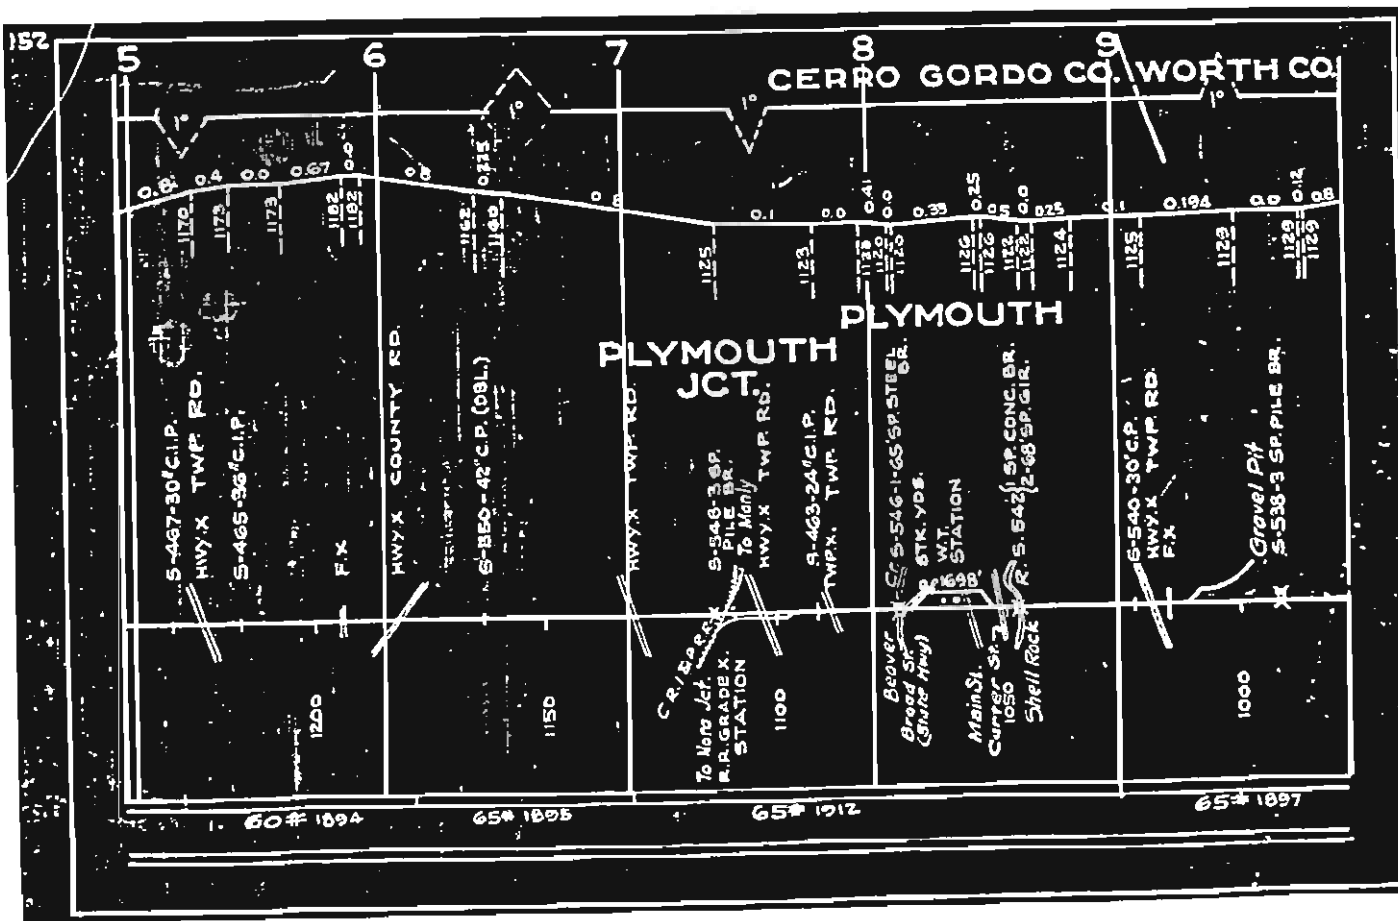 152
5
6
7
8
9
CERRO GORDO CO. WORTH CO.
1°
1°
1°
1°
0.8
0.4
0.0
0.67
0.0
0.8
0.225
0.8
0.1
0.0
0.41
0.0
0.33
0.25
0.5
0.0
0.25
0.1
0.194
0.0
0.12
0.8
1170
1173
1173
1182
1182
1162
1160
1125
1123
1120
1120
1126
1126
1122
1122
1124
1125
1129
1129
1129
PLYMOUTH
JCT.
PLYMOUTH
S-467-30"C.I.P.
HWY.X TWP. RD.
S-465-36"C.I.P.
F.X
HWY.X COUNTY RD.
S-550-42"C.P. (DBL.)
HWY.X TWP. RD.
S-548-3 SP.
PILE BR.
To Manly
HWY.X TWP. RD.
S-463-24"C.I.P.
TWP.X. TWP. RD.
Cr. S-546-1-65'SP. STEEL
BR.
STK. YDS.
W.T.
STATION
1698'
R. S. 542 { 1 SP. CONC. BR.
2-68'SP. GIR.
S-540-30"C.P.
HWY.X TWP. RD.
F.X
Gravel Pit
S-538-3 SP. PILE BR.
1200
1150
C.R.I.&P.R.R.
To Nora Jct.
R.R. GRADE X.
STATION
1100
Beaver
Broad St.
(State Hwy)
Main St.
Curner St.
1050
Shell Rock
1000
60# 1894
65# 1895
65# 1912
65# 1897